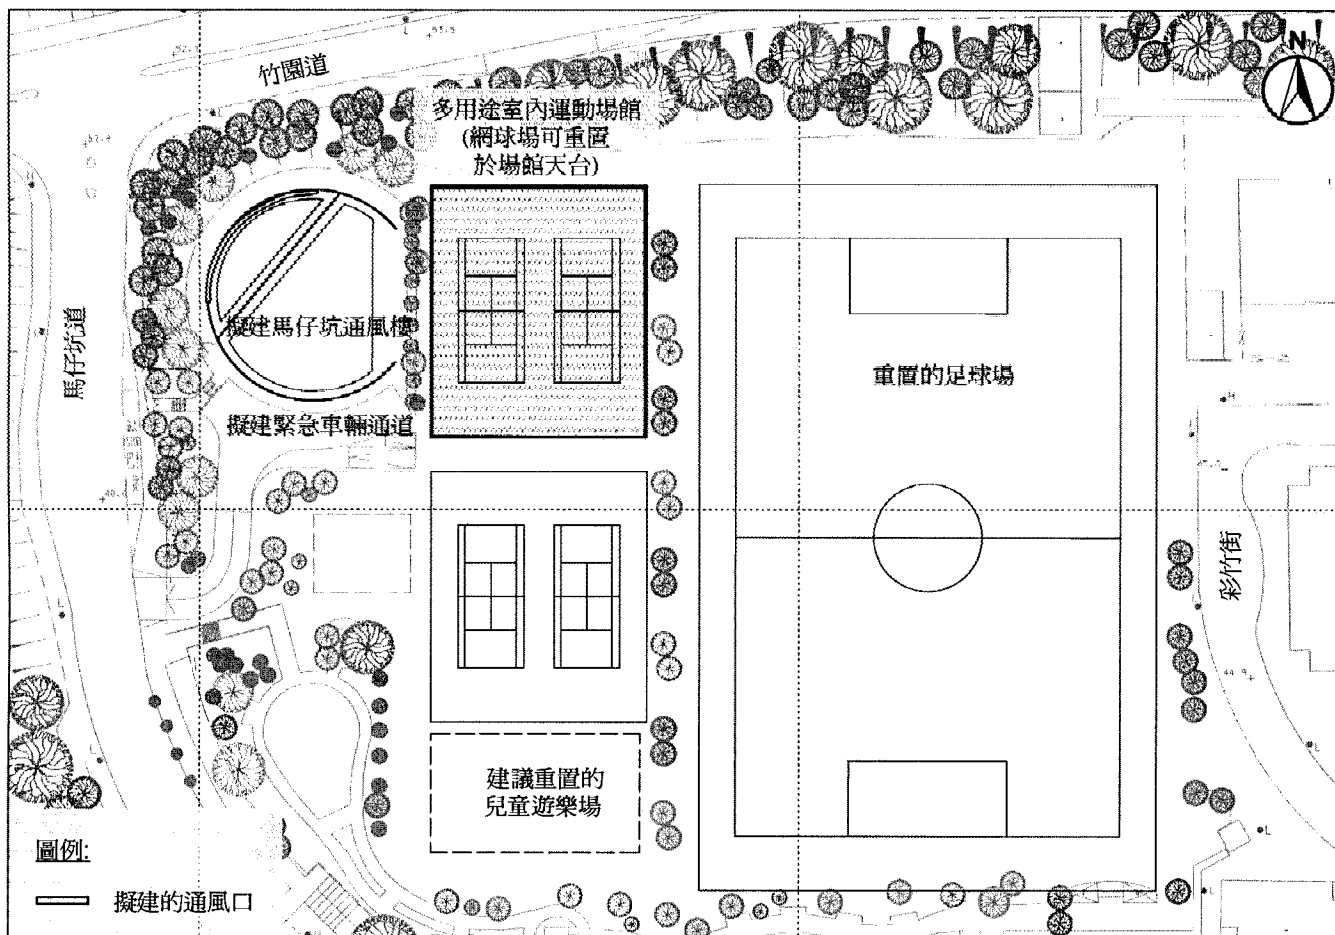 竹園道
N
多用途室內運動場館
(網球場可重置
於場館天台)
馬仔坑道
擬建馬仔坑通風樓
擬建緊急車輛通道
重置的足球場
彩竹街
建議重置的
兒童遊樂場
圖例:
擬建的通風口